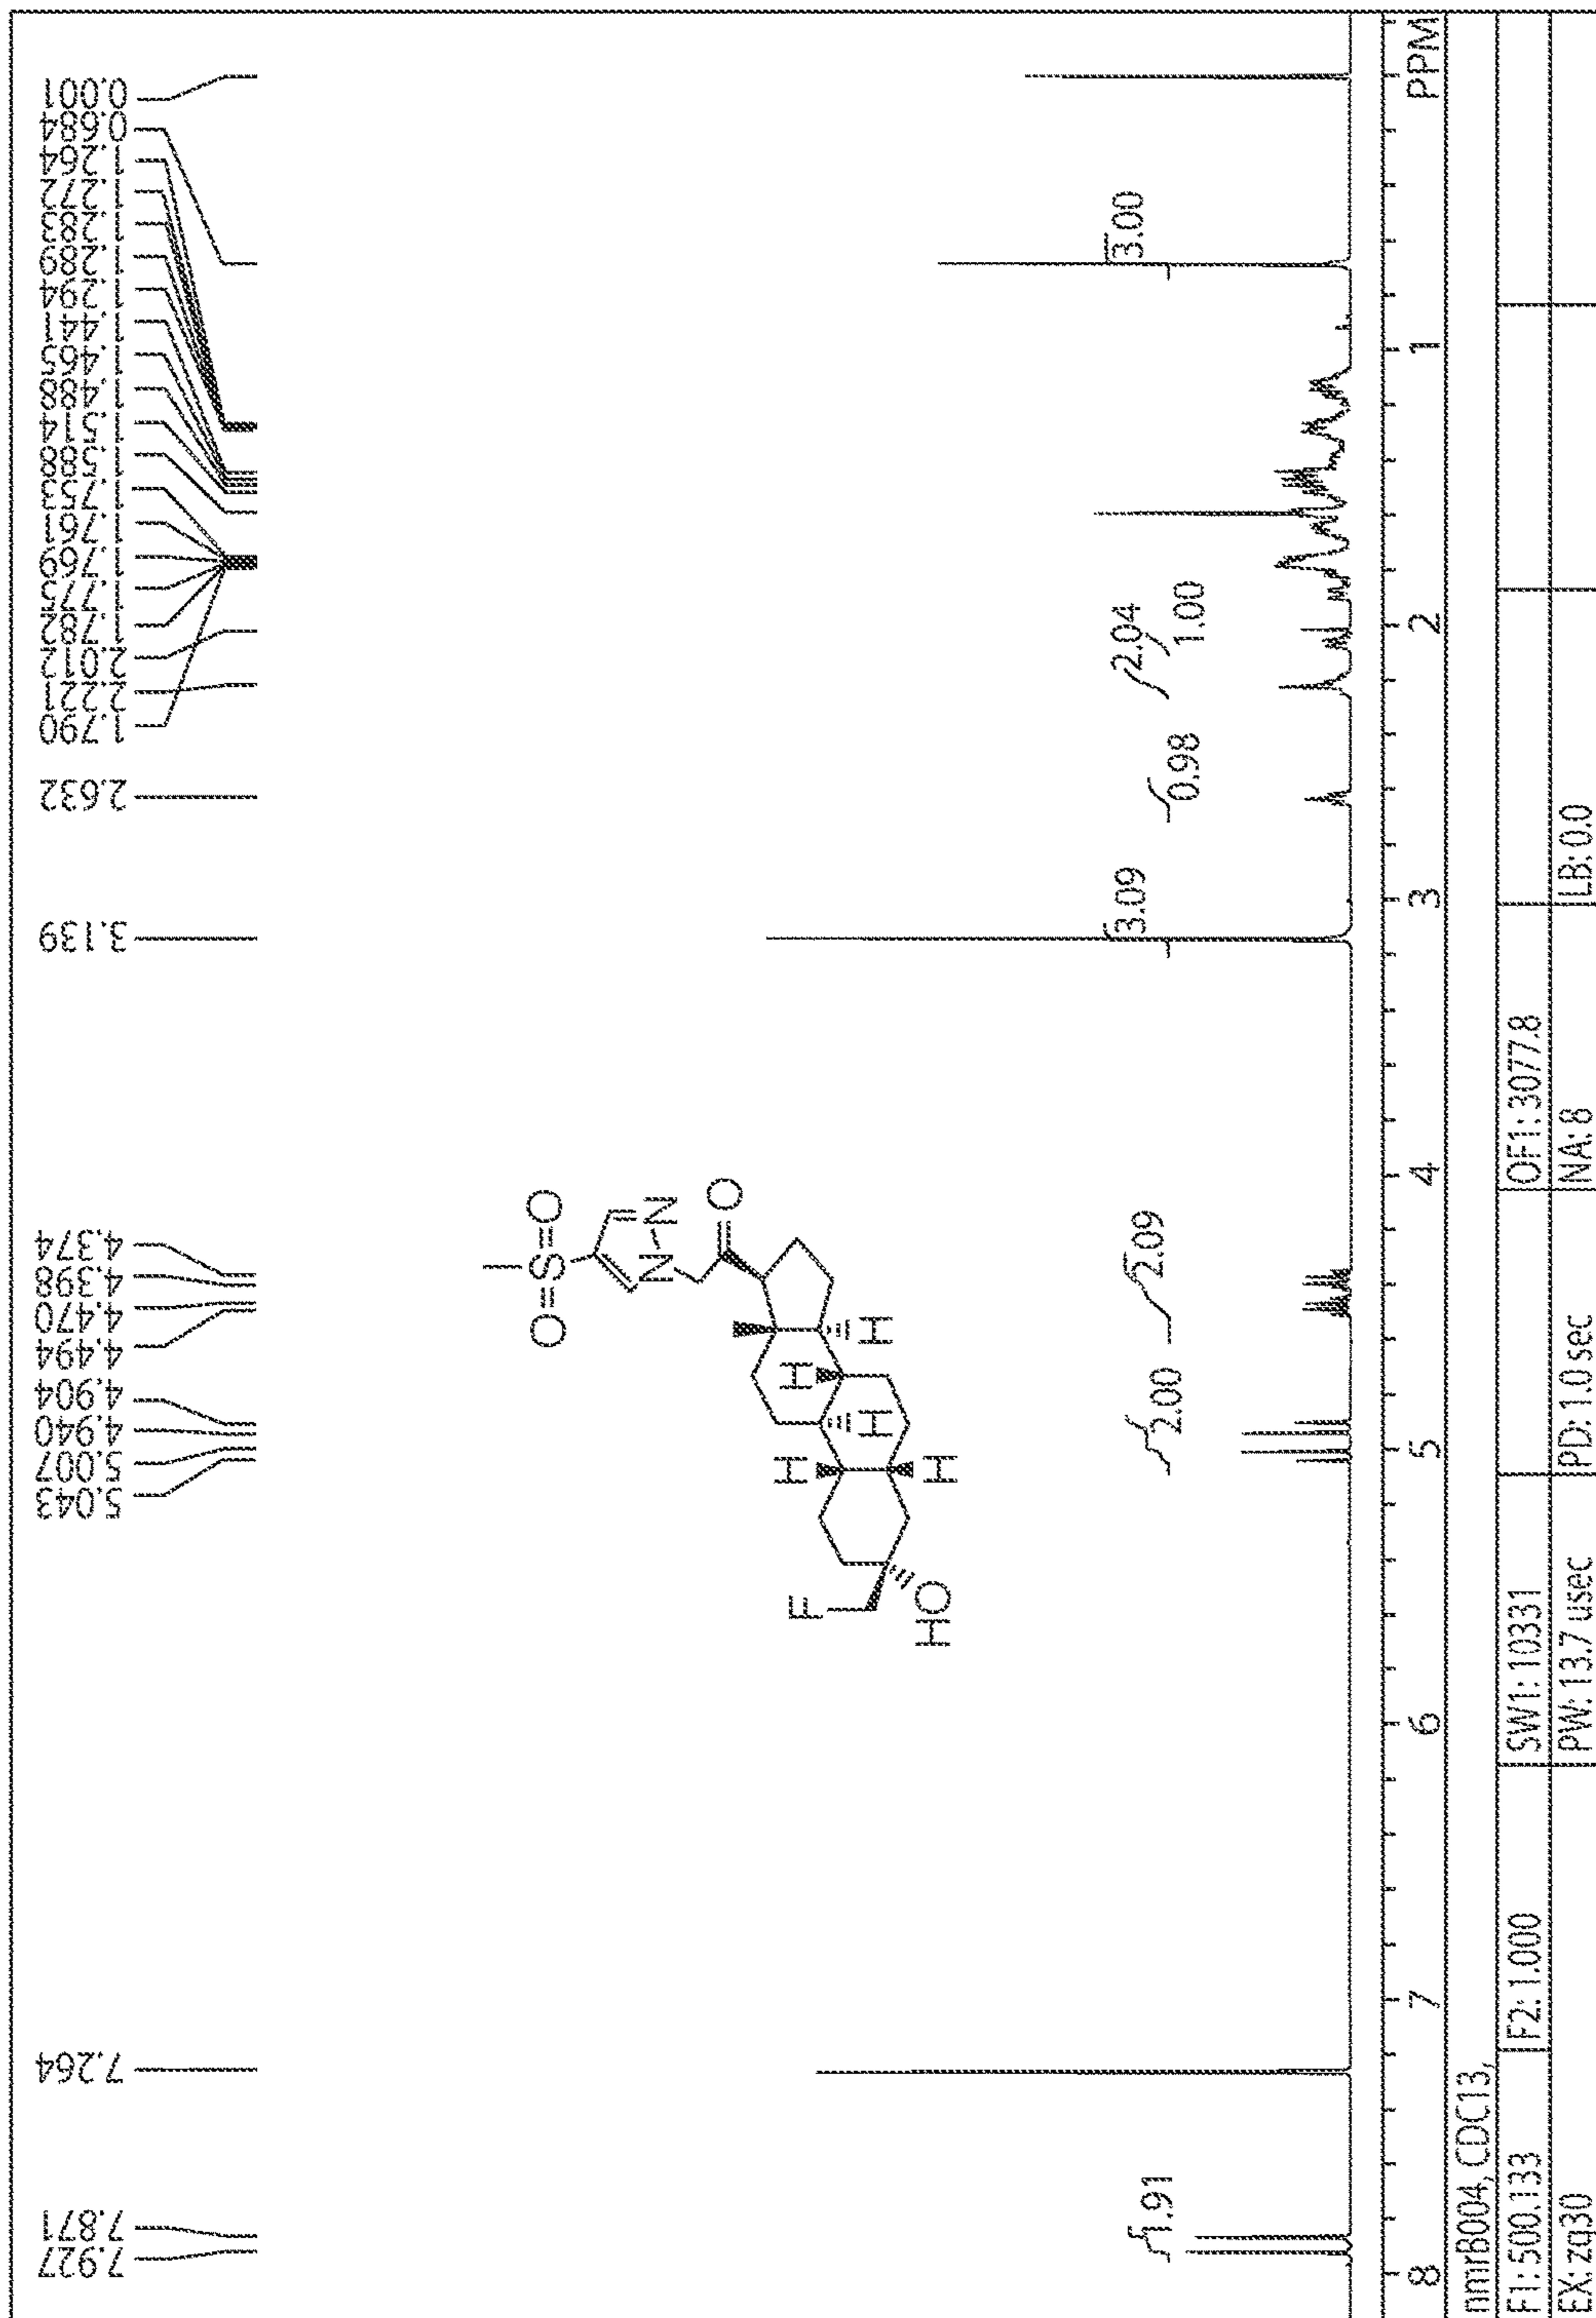 7.927
7.871
7.264
5.043
5.007
4.940
4.904
4.494
4.470
4.398
4.374
3.139
2.632
1.790
2.221
2.012
1.782
1.775
1.769
1.761
1.753
1.588
1.514
1.488
1.465
1.441
1.294
1.289
1.283
1.272
1.264
0.684
0.001
O=S=O
N
N
O
H
H
H
H
H
F
HO
1.91
2.00
2.09
3.09
0.98
2.04
1.00
3.00
8 7 6 5 4 3 2 1 PPM
nmrB004, CDC13,
F1: 500.133 F2: 1.000 SW1: 10331 OF1: 3077.8
EX: zg30 PW: 13.7 usec PD: 1.0 sec NA: 8 LB: 0.0